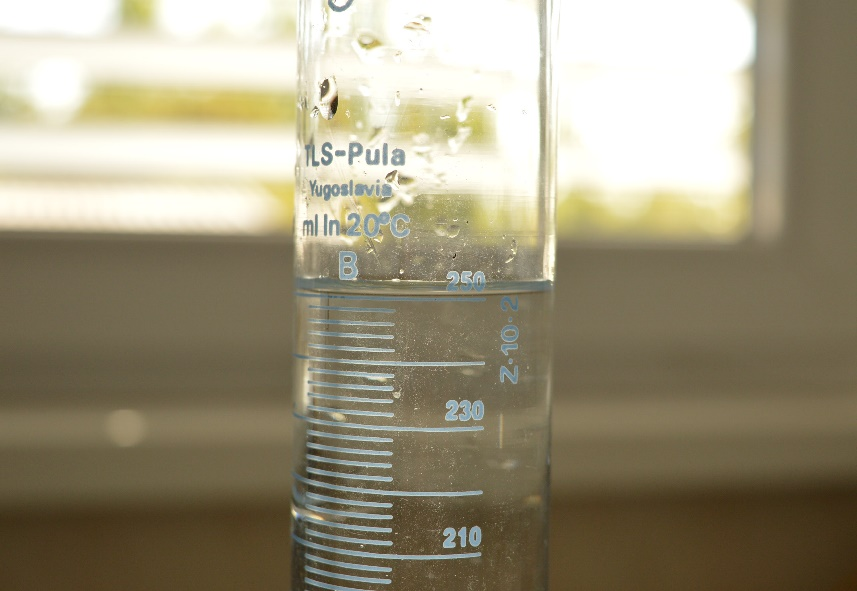 TLS-Pula
Yugoslavia
ml In 20°C
B
250
Z·10·2
230
210